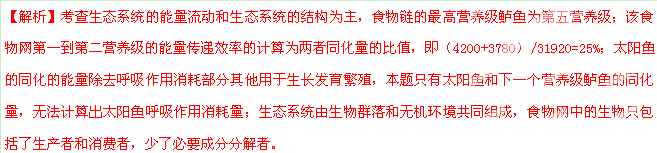 【解析】考查生态系统的能量流动和生态系统的结构为主，食物链的最高营养级鲈鱼为第五营养级；该食
物网第一到第二营养级的能量传递效率的计算为两者同化量的比值，即（4200+3780）/31920=25%；太阳鱼
的同化的能量除去呼吸作用消耗部分其他用于生长发育繁殖，本题只有太阳鱼和下一个营养级鲈鱼的同化
量，无法计算出太阳鱼呼吸作用消耗量；生态系统由生物群落和无机环境共同组成，食物网中的生物只包
括了生产者和消费者，少了必要成分分解者。